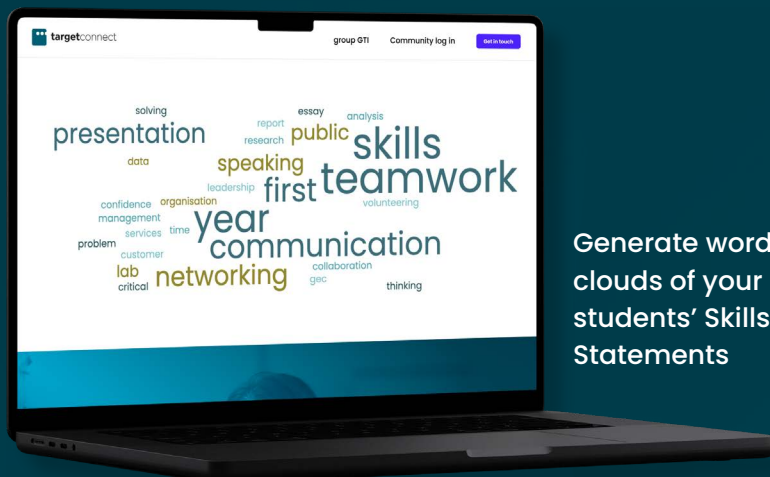 targetconnect
group GTI
Community log in
Get in touch
solving
essay
report
analysis
presentation
research
public
skills
data
speaking
teamwork
leadership
first
confidence
organisation
volunteering
management
year
services
time
problem
communication
customer
collaboration
lab
networking
gec
critical
thinking
Generate word
clouds of your
students’ Skills
Statements